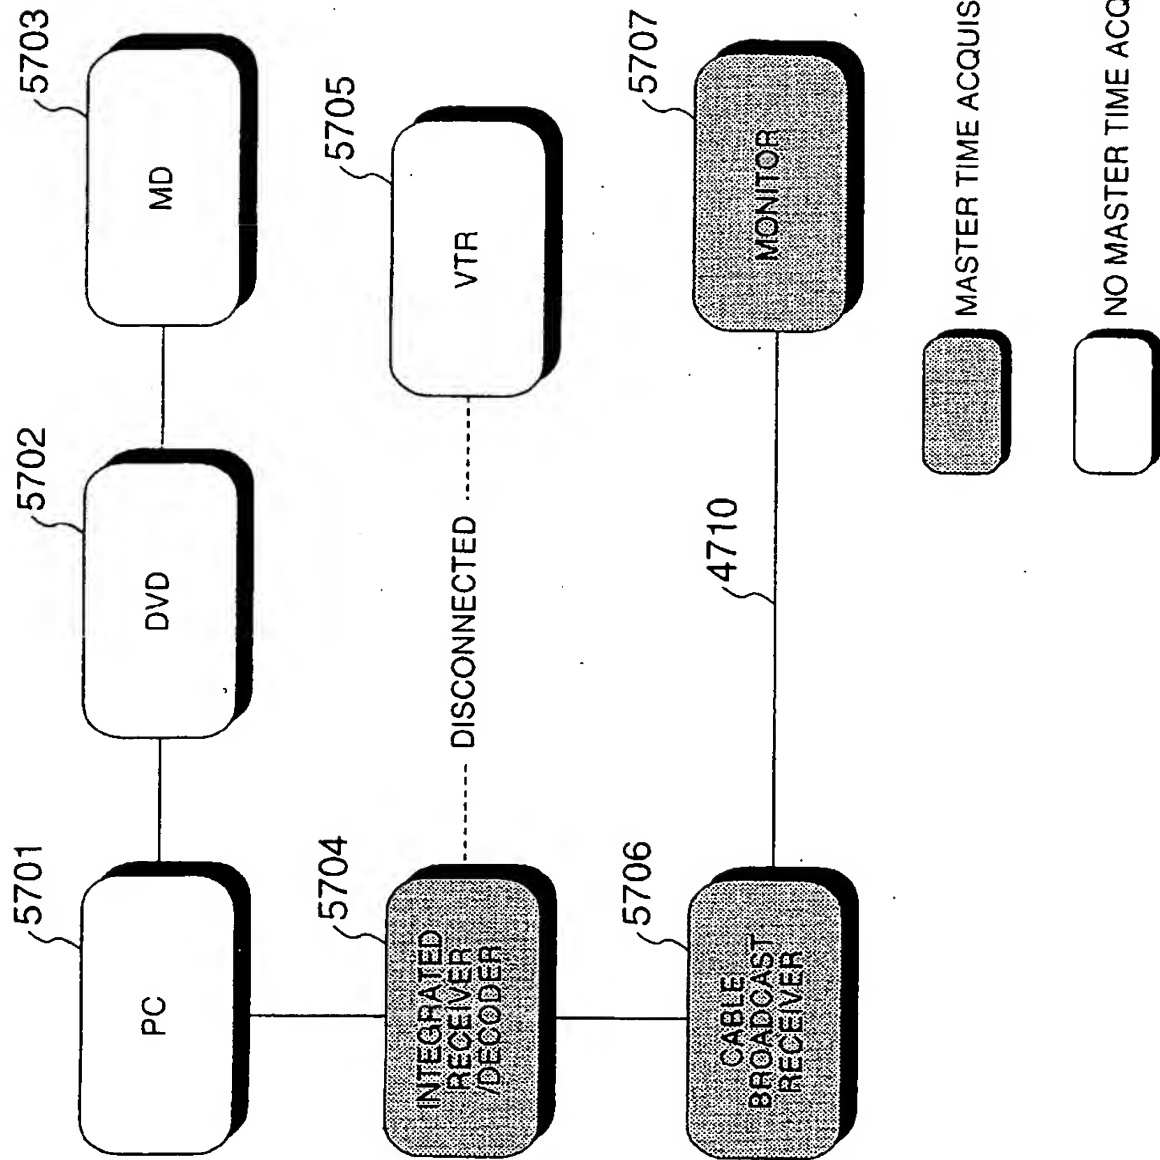 5701
5702
5703
PC
DVD
MD
5704
5705
INTEGRATED
RECEIVER
/DECODER
DISCONNECTED
VTR
5706
4710
5707
CABLE
BROADCAST
RECEIVER
MONITOR
MASTER TIME ACQUIS
NO MASTER TIME ACQ